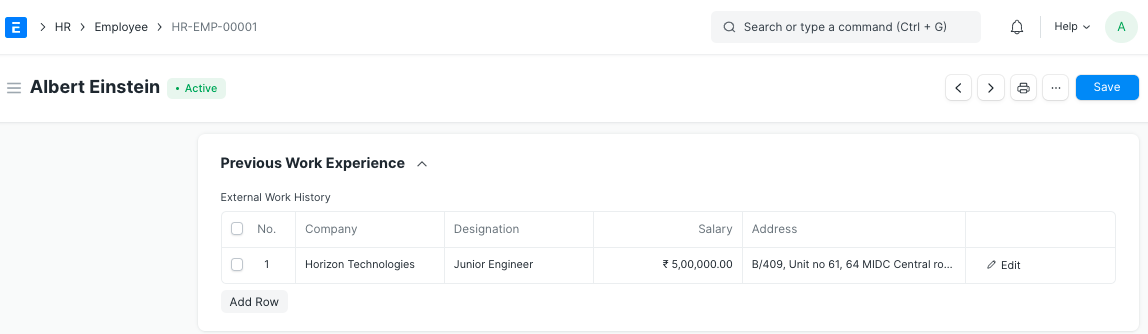 E HR Employee HR-EMP-00001 Search or type a command (Ctrl + G) Help A
Albert Einstein Active ... Save
Previous Work Experience
External Work History
No. Company Designation Salary Address
1 Horizon Technologies Junior Engineer ₹ 5,00,000.00 B/409, Unit no 61, 64 MIDC Central ro... Edit
Add Row